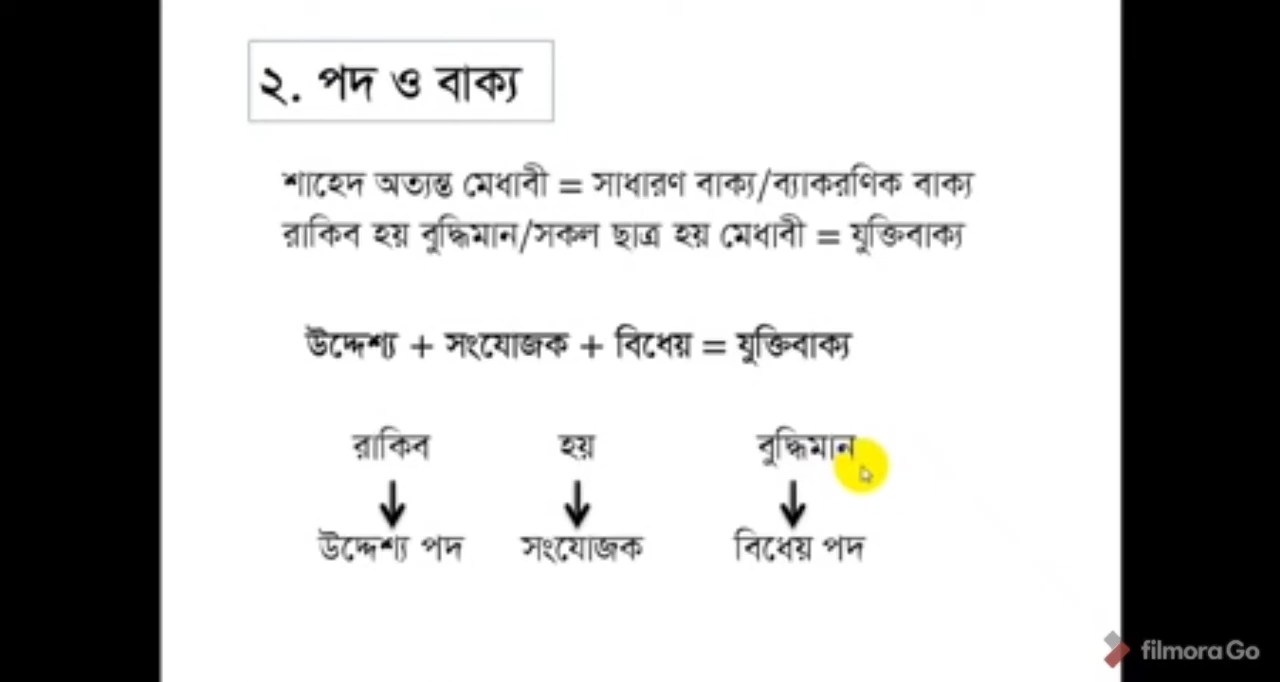 ২. পদ ও বাক্য
শাহেদ অত্যন্ত মেধাবী = সাধারণ বাক্য/ব্যাকরণিক বাক্য
রাকিব হয় বুদ্ধিমান/সকল ছাত্র হয় মেধাবী = যুক্তিবাক্য
উদ্দেশ্য + সংযোজক + বিধেয় = যুক্তিবাক্য
রাকিব হয় বুদ্ধিমান
উদ্দেশ্য পদ সংযোজক বিধেয় পদ
filmoraGo